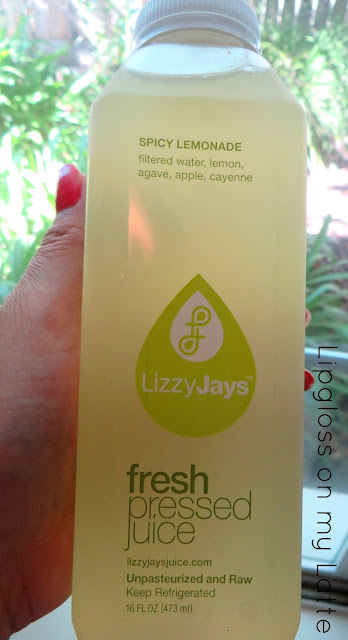 SPICY LEMONADE
filtered water, lemon,
agave, apple, cayenne
LizzyJays™
fresh
pressed
juice
lizzyjaysjuice.com
Unpasteurized and Raw
Keep Refrigerated
16 FL OZ (473 ml)
Lipgloss on my Latte